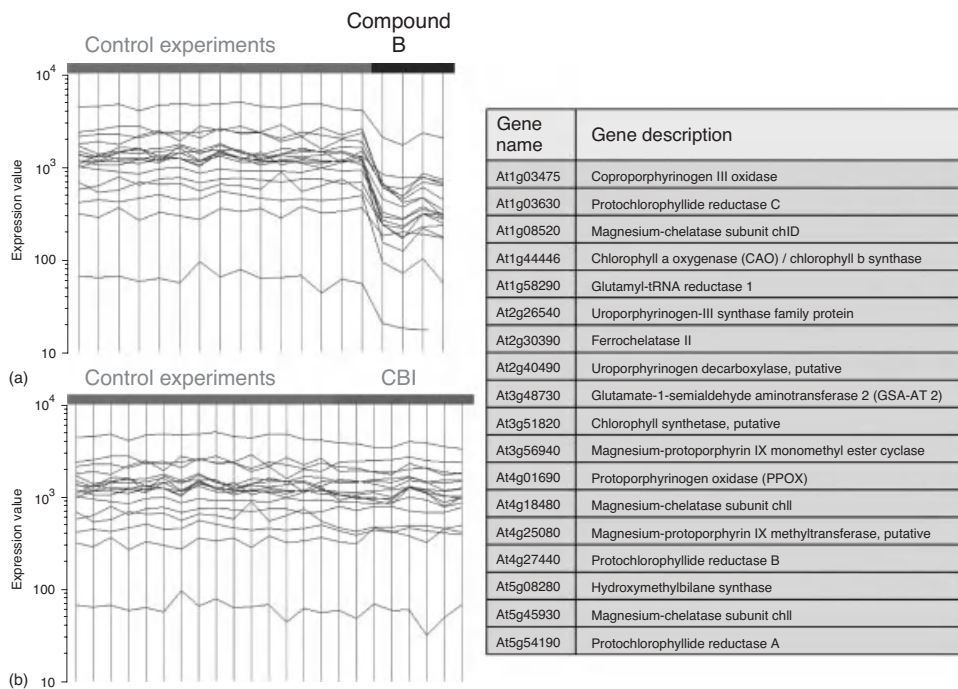 Compound
B
Control experiments
10^4
10^3
100
10
Expression value
(a)
Control experiments CBI
10^4
10^3
100
10
Expression value
(b)
Gene name Gene description
At1g03475 Coproporphyrinogen III oxidase
At1g03630 Protochlorophyllide reductase C
At1g08520 Magnesium-chelatase subunit chID
At1g44446 Chlorophyll a oxygenase (CAO) / chlorophyll b synthase
At1g58290 Glutamyl-tRNA reductase 1
At2g26540 Uroporphyrinogen-III synthase family protein
At2g30390 Ferrochelatase II
At2g40490 Uroporphyrinogen decarboxylase, putative
At3g48730 Glutamate-1-semialdehyde aminotransferase 2 (GSA-AT 2)
At3g51820 Chlorophyll synthetase, putative
At3g56940 Magnesium-protoporphyrin IX monomethyl ester cyclase
At4g01690 Protoporphyrinogen oxidase (PPOX)
At4g18480 Magnesium-chelatase subunit chll
At4g25080 Magnesium-protoporphyrin IX methyltransferase, putative
At4g27440 Protochlorophyllide reductase B
At5g08280 Hydroxymethylbilane synthase
At5g45930 Magnesium-chelatase subunit chll
At5g54190 Protochlorophyllide reductase A